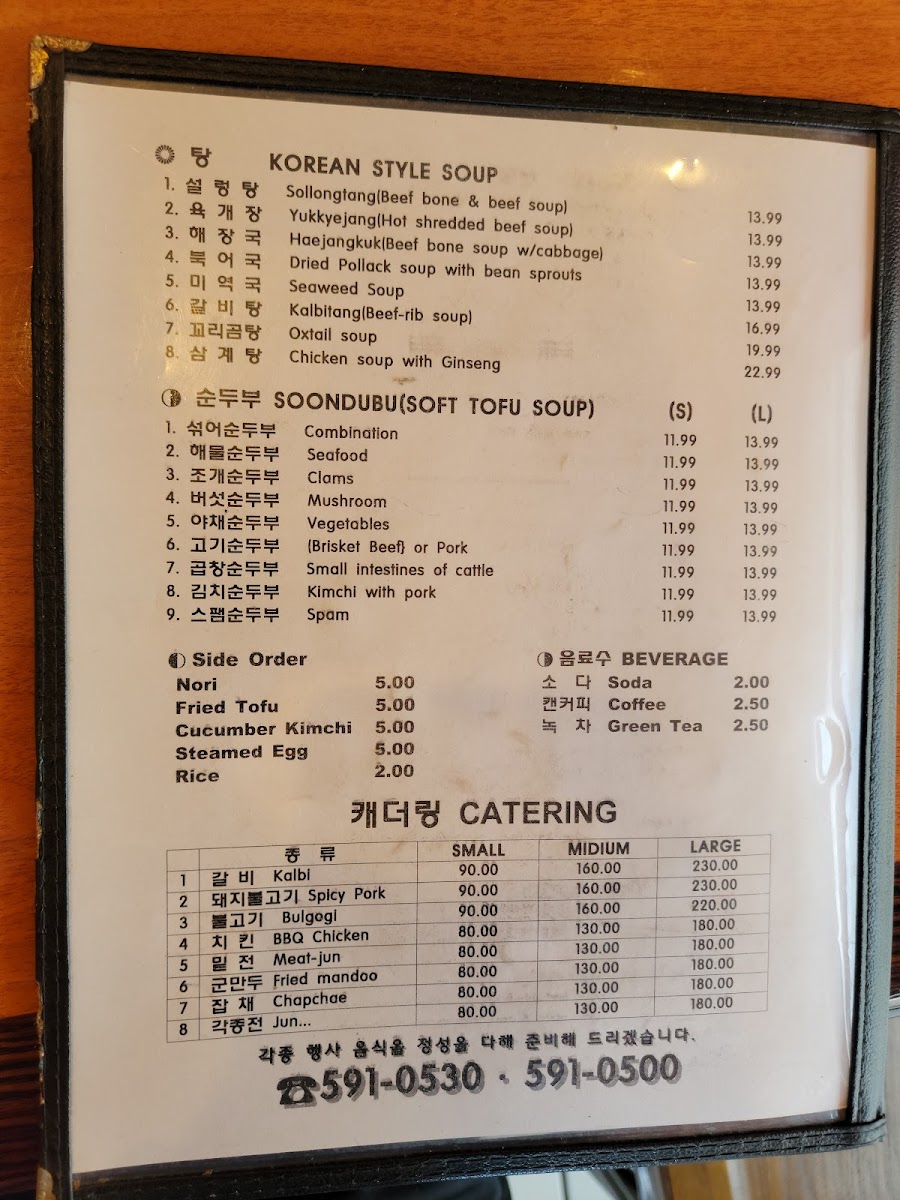 탕 KOREAN STYLE SOUP
1. 설 렁 탕 Sollongtang(Beef bone & beef soup) 13.99
2. 육 개 장 Yukkyejang(Hot shredded beef soup) 13.99
3. 해 장 국 Haejangkuk(Beef bone soup w/cabbage) 13.99
4. 북 어 국 Dried Pollack soup with bean sprouts 13.99
5. 미 역 국 Seaweed Soup 13.99
6. 갈 비 탕 Kalbitang(Beef-rib soup) 16.99
7. 꼬리곰탕 Oxtail soup 19.99
8. 삼 계 탕 Chicken soup with Ginseng 22.99
순두부 SOONDUBU(SOFT TOFU SOUP) (S) (L)
1. 섞어순두부 Combination 11.99 13.99
2. 해물순두부 Seafood 11.99 13.99
3. 조개순두부 Clams 11.99 13.99
4. 버섯순두부 Mushroom 11.99 13.99
5. 야채순두부 Vegetables 11.99 13.99
6. 고기순두부 (Brisket Beef} or Pork 11.99 13.99
7. 곱창순두부 Small intestines of cattle 11.99 13.99
8. 김치순두부 Kimchi with pork 11.99 13.99
9. 스팸순두부 Spam 11.99 13.99
Side Order
Nori 5.00
Fried Tofu 5.00
Cucumber Kimchi 5.00
Steamed Egg 5.00
Rice 2.00
음료수 BEVERAGE
소 다 Soda 2.00
캔커피 Coffee 2.50
녹 차 Green Tea 2.50
캐더링 CATERING
종 류 SMALL MIDIUM LARGE
1 갈 비 Kalbi 90.00 160.00 230.00
2 돼지불고기 Spicy Pork 90.00 160.00 230.00
3 불고기 Bulgogi 90.00 160.00 220.00
4 치 킨 BBQ Chicken 80.00 130.00 180.00
5 밑 전 Meat-jun 80.00 130.00 180.00
6 군만두 Fried mandoo 80.00 130.00 180.00
7 잡 채 Chapchae 80.00 130.00 180.00
8 각종전 Jun... 80.00 130.00 180.00
각종 행사 음식을 정성을 다해 준비해 드리겠습니다.
☎591-0530 · 591-0500